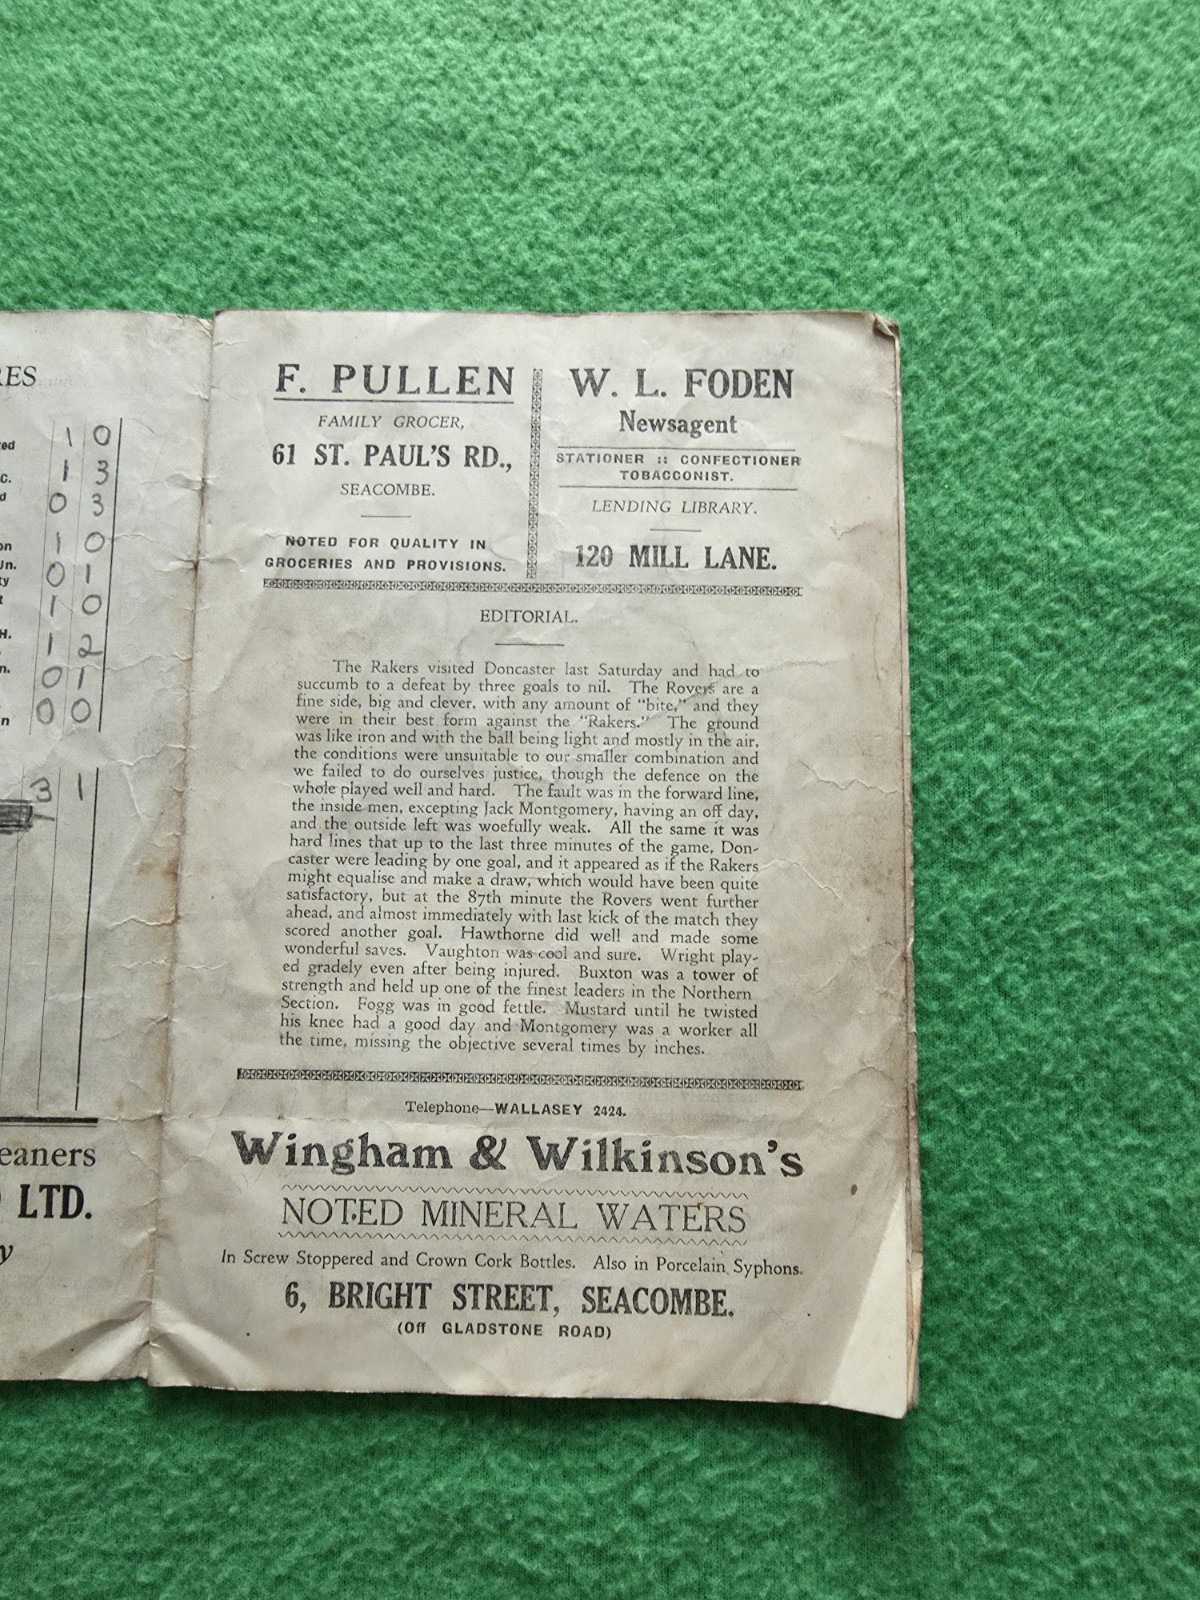 RES
ed 1 0
C. 1 3
d 0 3
on 1 0
Un. 0 1
ty
t 1 0
H. 1 2
n. 0 1
n 0 0
3 1
eaners
LTD.
y
F. PULLEN
FAMILY GROCER,
61 ST. PAUL'S RD.,
SEACOMBE.
NOTED FOR QUALITY IN
GROCERIES AND PROVISIONS.
W. L. FODEN
Newsagent
STATIONER :: CONFECTIONER
TOBACCONIST.
LENDING LIBRARY.
120 MILL LANE.
EDITORIAL.
The Rakers visited Doncaster last Saturday and had to
succumb to a defeat by three goals to nil. The Rovers are a
fine side, big and clever, with any amount of "bite," and they
were in their best form against the "Rakers." The ground
was like iron and with the ball being light and mostly in the air,
the conditions were unsuitable to our smaller combination and
we failed to do ourselves justice, though the defence on the
whole played well and hard. The fault was in the forward line,
the inside men, excepting Jack Montgomery, having an off day,
and the outside left was woefully weak. All the same it was
hard lines that up to the last three minutes of the game, Don-
caster were leading by one goal, and it appeared as if the Rakers
might equalise and make a draw, which would have been quite
satisfactory, but at the 87th minute the Rovers went further
ahead, and almost immediately with last kick of the match they
scored another goal. Hawthorne did well and made some
wonderful saves. Vaughton was cool and sure. Wright play-
ed gradely even after being injured. Buxton was a tower of
strength and held up one of the finest leaders in the Northern
Section. Fogg was in good fettle. Mustard until he twisted
his knee had a good day and Montgomery was a worker all
the time, missing the objective several times by inches.
Telephone—WALLASEY 2424.
Wingham & Wilkinson's
NOTED MINERAL WATERS
In Screw Stoppered and Crown Cork Bottles. Also in Porcelain Syphons.
6, BRIGHT STREET, SEACOMBE.
(Off GLADSTONE ROAD)